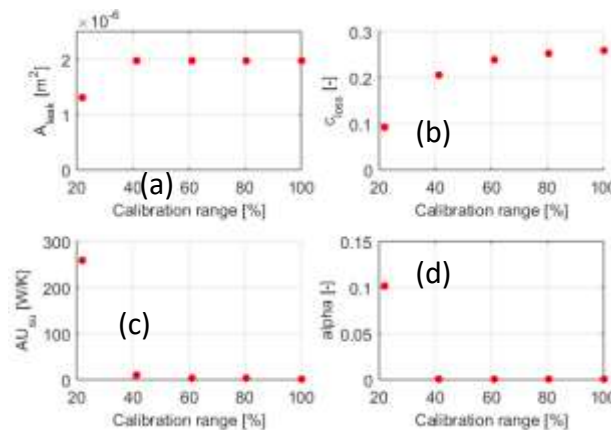 ×10⁻⁶
A_leak [m²]
2
1
0
20 40 60 80 100
(a)
Calibration range [%]
c_loss [-]
0.3
0.2
0.1
0
(b)
20 40 60 80 100
Calibration range [%]
AU_su [W/K]
300
200
100
0
(c)
20 40 60 80 100
Calibration range [%]
alpha [-]
0.15
0.1
0.05
0
(d)
20 40 60 80 100
Calibration range [%]